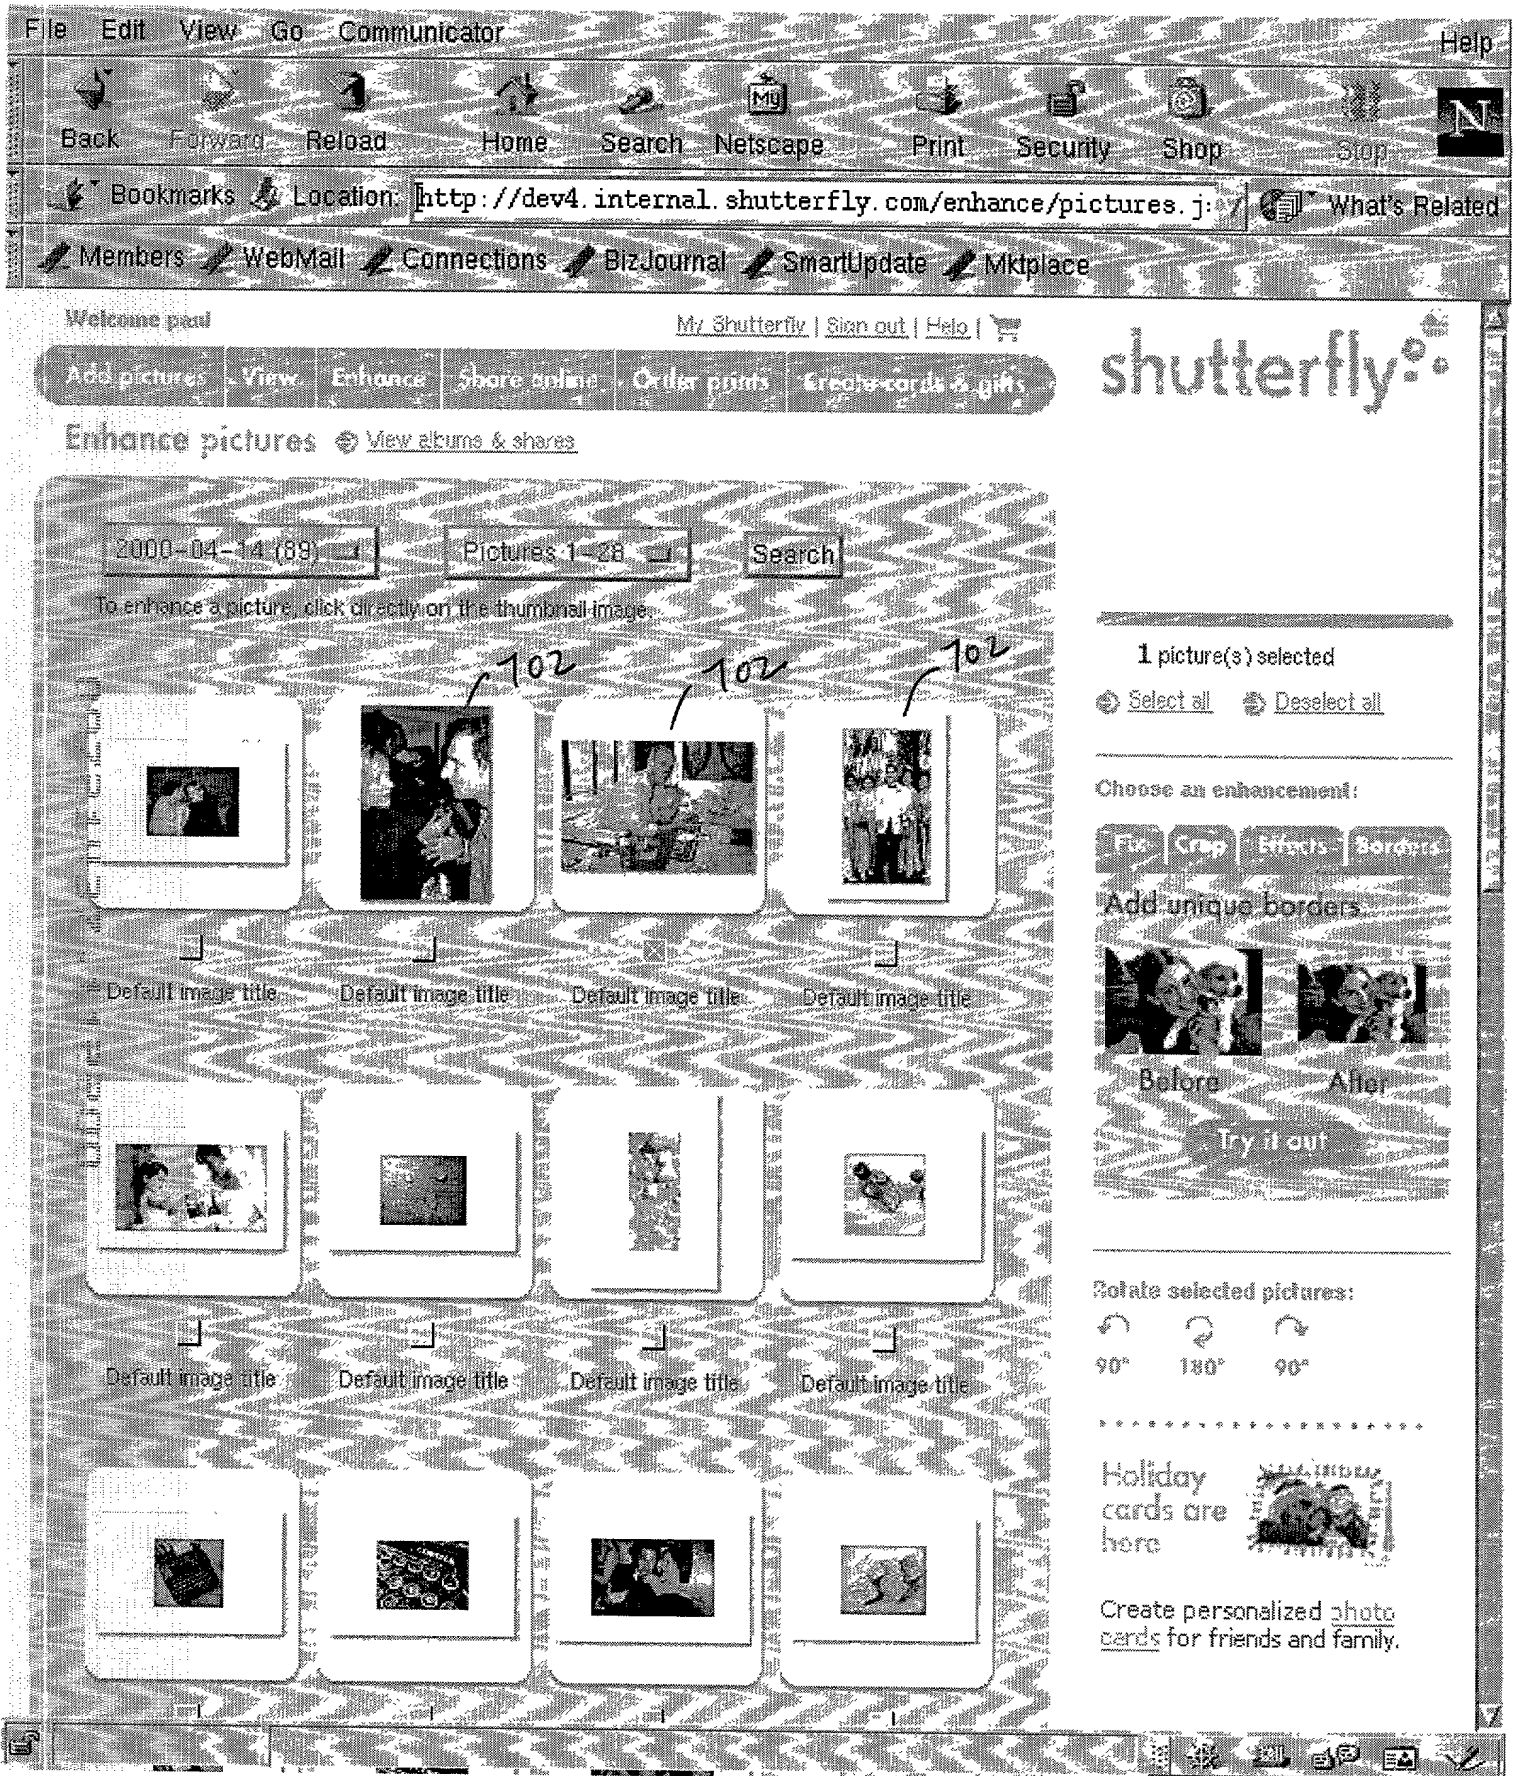 File Edit View Go Communicator Help
Back Forward Reload Home Search Netscape Print Security Shop Stop
My
N
Bookmarks Location: http://dev4.internal.shutterfly.com/enhance/pictures.j What's Related
Members WebMail Connections BizJournal SmartUpdate Mktplace
Welcome paul
My Shutterfly | Sign out | Help |
shutterfly
Add pictures View Enhance Share online Order prints Create cards & gifts
Enhance pictures View albums & shares
2000-04-14 (89) Pictures 1-28 Search
To enhance a picture, click directly on the thumbnail image.
102 102 102
1 picture(s) selected
Select all Deselect all
Choose an enhancement:
Fix Crop Effects Borders
Add unique borders
Default image title Default image title Default image title Default image title
Before After
Try it out
Rotate selected pictures:
90° 180° 90°
Default image title Default image title Default image title Default image title
Holiday
cards are
here
Create personalized photo
cards for friends and family.